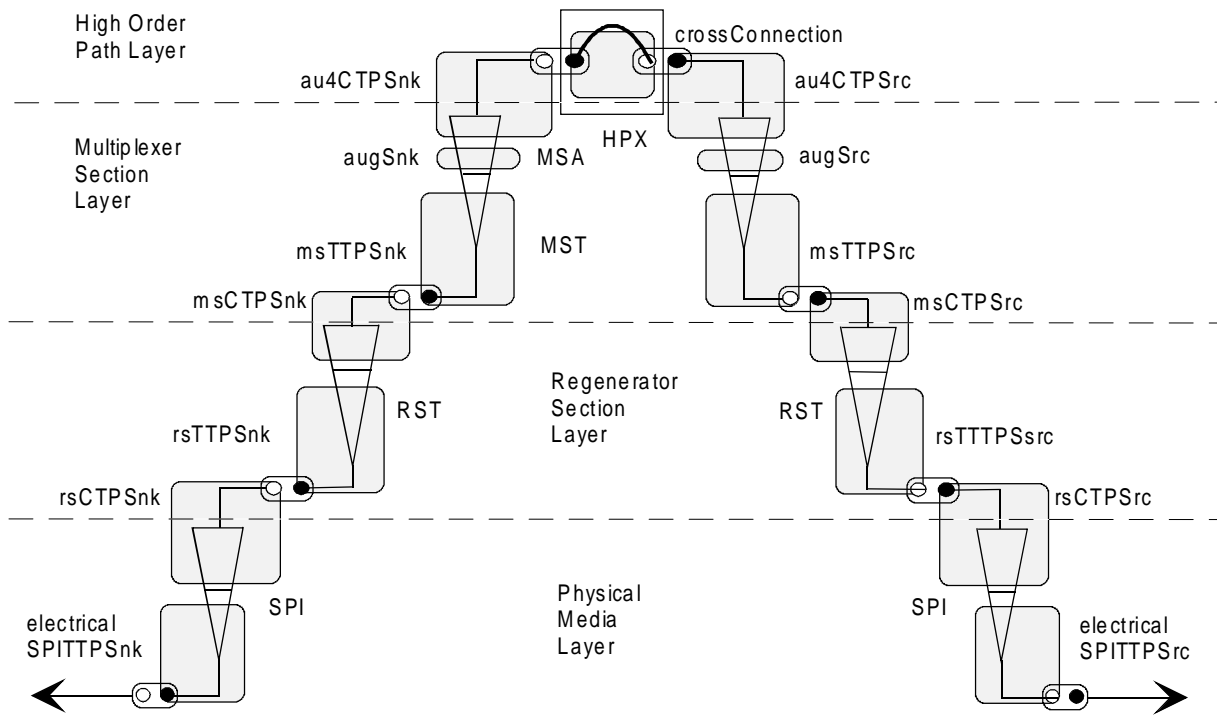 High Order
Path Layer
crossConnection
au4CTPSnk
au4CTPSrc
HPX
Multiplexer
Section
Layer
augSnk
MSA
augSrc
msTTPSnk
MST
msTTPSrc
msCTPSnk
msCTPSrc
Regenerator
Section
Layer
RST
RST
rsTTPSnk
rsTTTPSsrc
rsCTPSnk
rsCTPSrc
Physical
Media
Layer
SPI
SPI
electrical
SPITTPSnk
electrical
SPITTPSrc